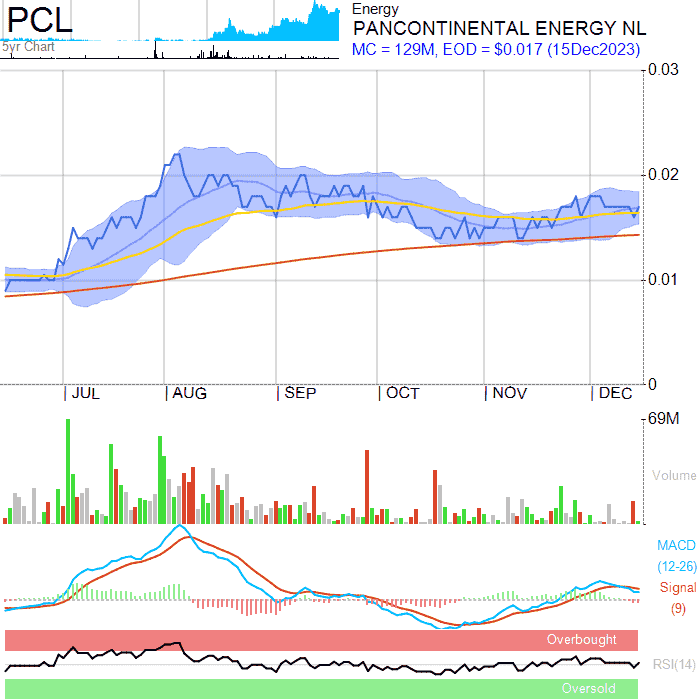 PCL
5yr Chart
Energy
PANCONTINENTAL ENERGY NL
MC = 129M, EOD = $0.017 (15Dec2023)
0.03
0.02
0.01
0
JUL AUG SEP OCT NOV DEC
69M
Volume
MACD
(12-26)
Signal
(9)
Overbought
RSI(14)
Oversold